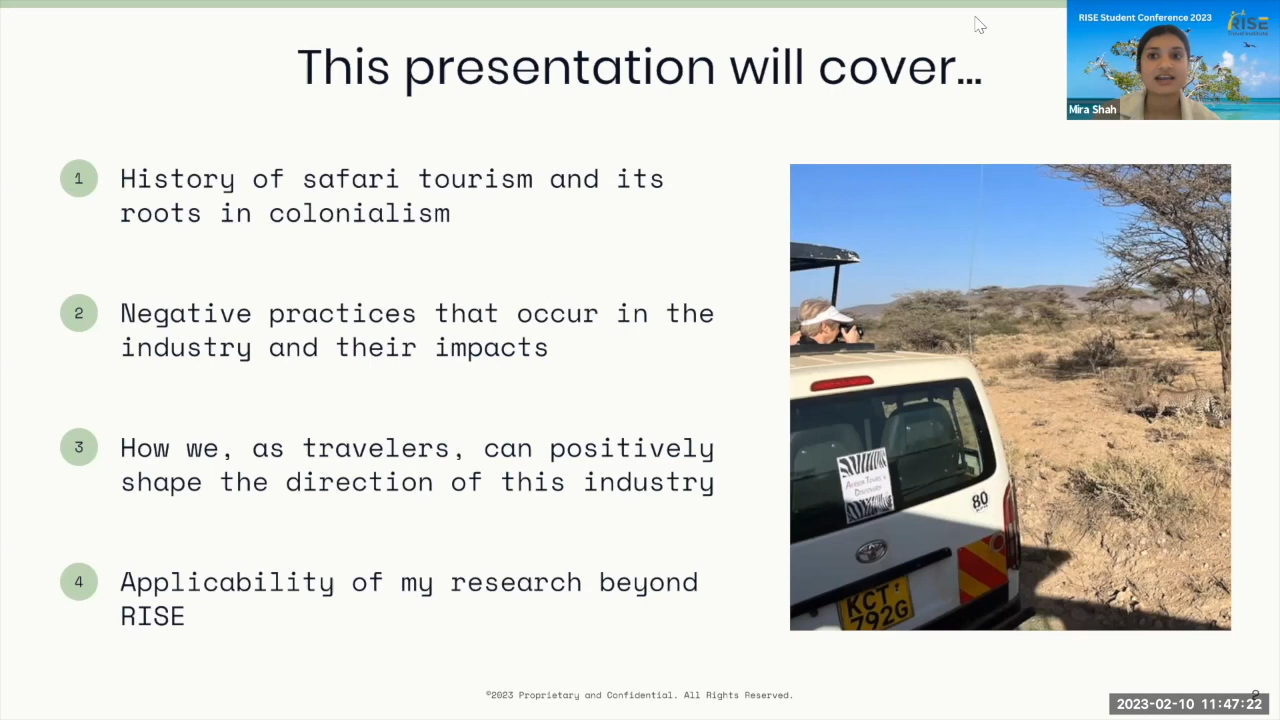 This presentation will cover...
RISE Student Conference 2023
RISE
Travel Institute
Mira Shah
1
History of safari tourism and its
roots in colonialism
2
Negative practices that occur in the
industry and their impacts
3
How we, as travelers, can positively
shape the direction of this industry
4
Applicability of my research beyond
RISE
80
KCT
792G
©2023 Proprietary and Confidential. All Rights Reserved.
2
2023-02-10 11:47:22